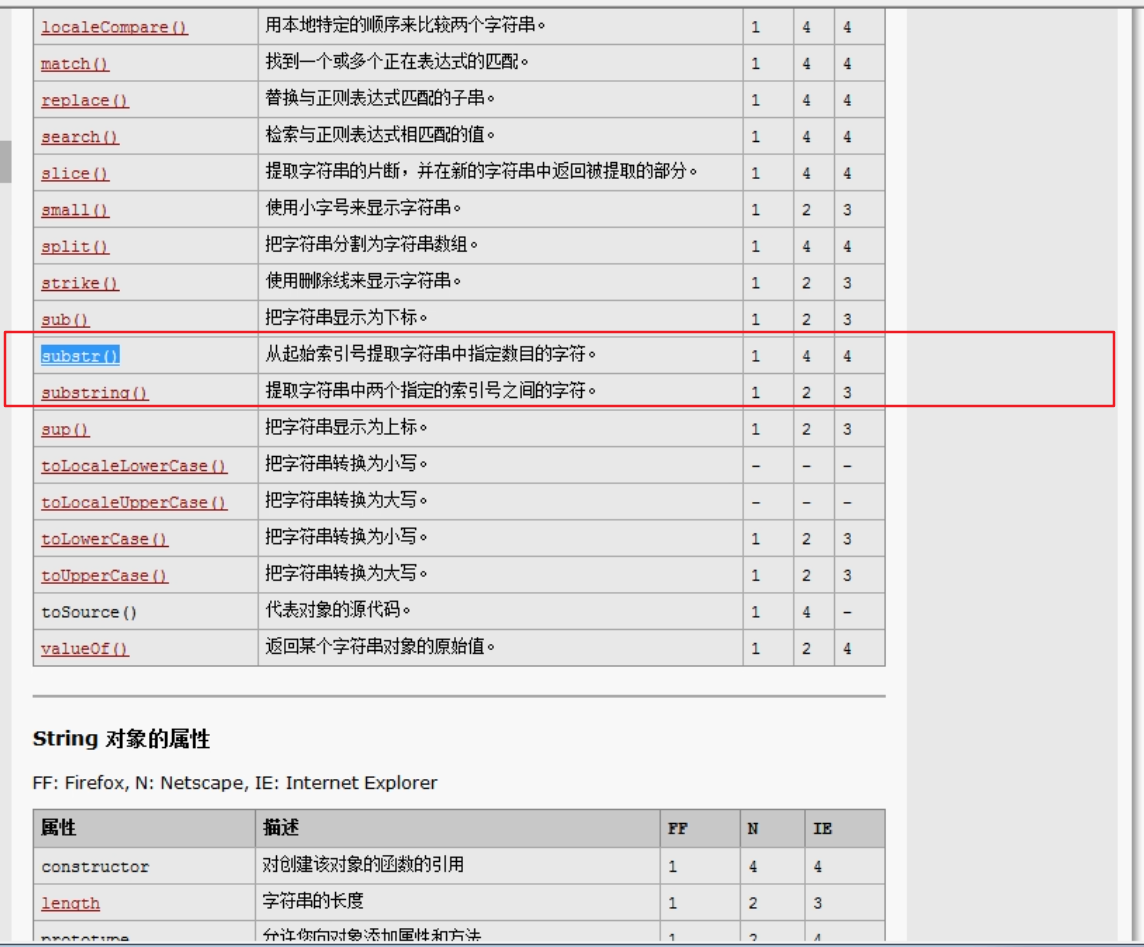 localeCompare() 用本地特定的顺序来比较两个字符串。 1 4 4
match() 找到一个或多个正在表达式的匹配。 1 4 4
replace() 替换与正则表达式匹配的子串。 1 4 4
search() 检索与正则表达式相匹配的值。 1 4 4
slice() 提取字符串的片断，并在新的字符串中返回被提取的部分。 1 4 4
small() 使用小字号来显示字符串。 1 2 3
split() 把字符串分割为字符串数组。 1 4 4
strike() 使用删除线来显示字符串。 1 2 3
sub() 把字符串显示为下标。 1 2 3
substr() 从起始索引号提取字符串中指定数目的字符。 1 4 4
substring() 提取字符串中两个指定的索引号之间的字符。 1 2 3
sup() 把字符串显示为上标。 1 2 3
toLocaleLowerCase() 把字符串转换为小写。 - - -
toLocaleUpperCase() 把字符串转换为大写。 - - -
toLowerCase() 把字符串转换为小写。 1 2 3
toUpperCase() 把字符串转换为大写。 1 2 3
toSource() 代表对象的源代码。 1 4 -
valueOf() 返回某个字符串对象的原始值。 1 2 4
String 对象的属性
FF: Firefox, N: Netscape, IE: Internet Explorer
属性 描述 FF N IE
constructor 对创建该对象的函数的引用 1 4 4
length 字符串的长度 1 2 3
prototype 允许您向对象添加属性和方法 1 2 4